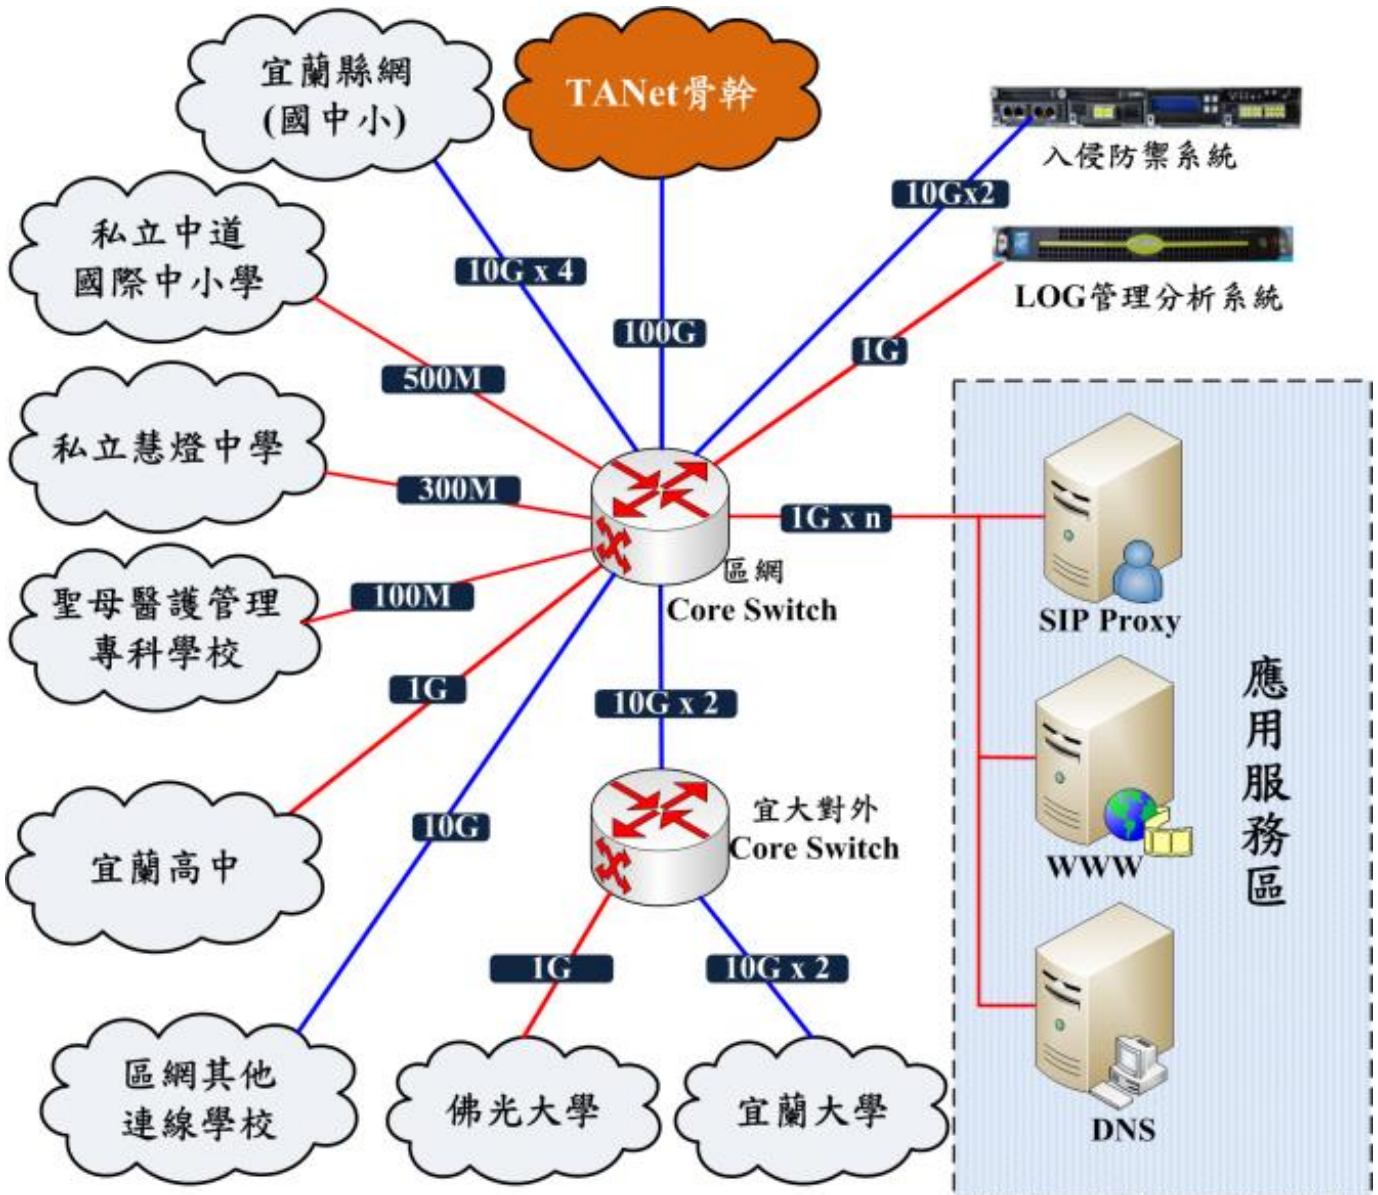 宜蘭縣網
(國中小)
TANet骨幹
入侵防禦系統
10Gx2
私立中道
國際中小學
10G x 4
LOG管理分析系統
100G
1G
500M
私立慧燈中學
300M
1G x n
區網
Core Switch
聖母醫護管理
專科學校
100M
SIP Proxy
1G
10G x 2
應用服務區
宜大對外
Core Switch
10G
宜蘭高中
WWW
1G
10G x 2
區網其他
連線學校
佛光大學
宜蘭大學
DNS